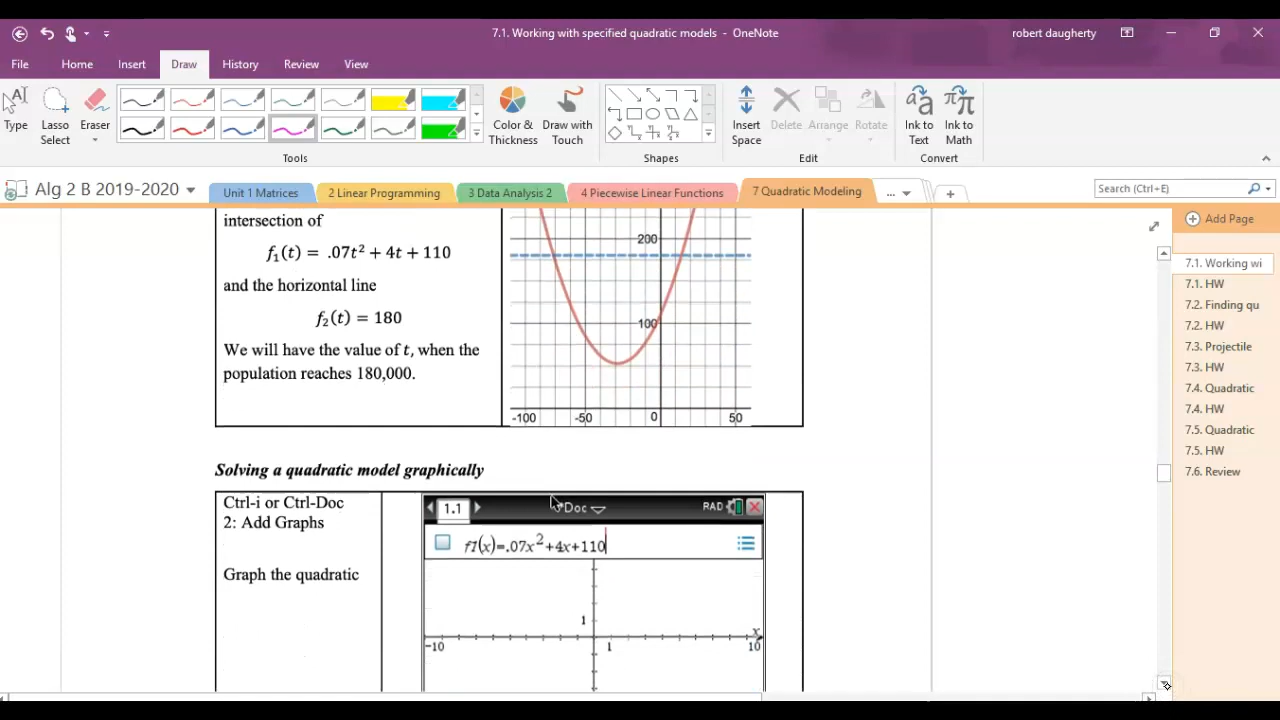 7.1. Working with specified quadratic models - OneNote
robert daugherty
File Home Insert Draw History Review View
Type
Lasso Select
Eraser
Color & Thickness
Draw with Touch
Insert Space
Delete
Arrange
Rotate
Ink to Text
Ink to Math
Tools
Shapes
Edit
Convert
Alg 2 B 2019-2020
Unit 1 Matrices
2 Linear Programming
3 Data Analysis 2
4 Piecewise Linear Functions
7 Quadratic Modeling
...
Search (Ctrl+E)
Add Page
7.1. Working wi
7.1. HW
7.2. Finding qu
7.2. HW
7.3. Projectile
7.3. HW
7.4. Quadratic
7.4. HW
7.5. Quadratic
7.5. HW
7.6. Review
intersection of
f₁(t) = .07t² + 4t + 110
and the horizontal line
f₂(t) = 180
We will have the value of t, when the
population reaches 180,000.
200
100
-100 -50 0 50
Solving a quadratic model graphically
Ctrl-i or Ctrl-Doc
2: Add Graphs
Graph the quadratic
1.1
*Doc
RAD
f1(x)=.07x²+4x+110
1
x
-10 1 10